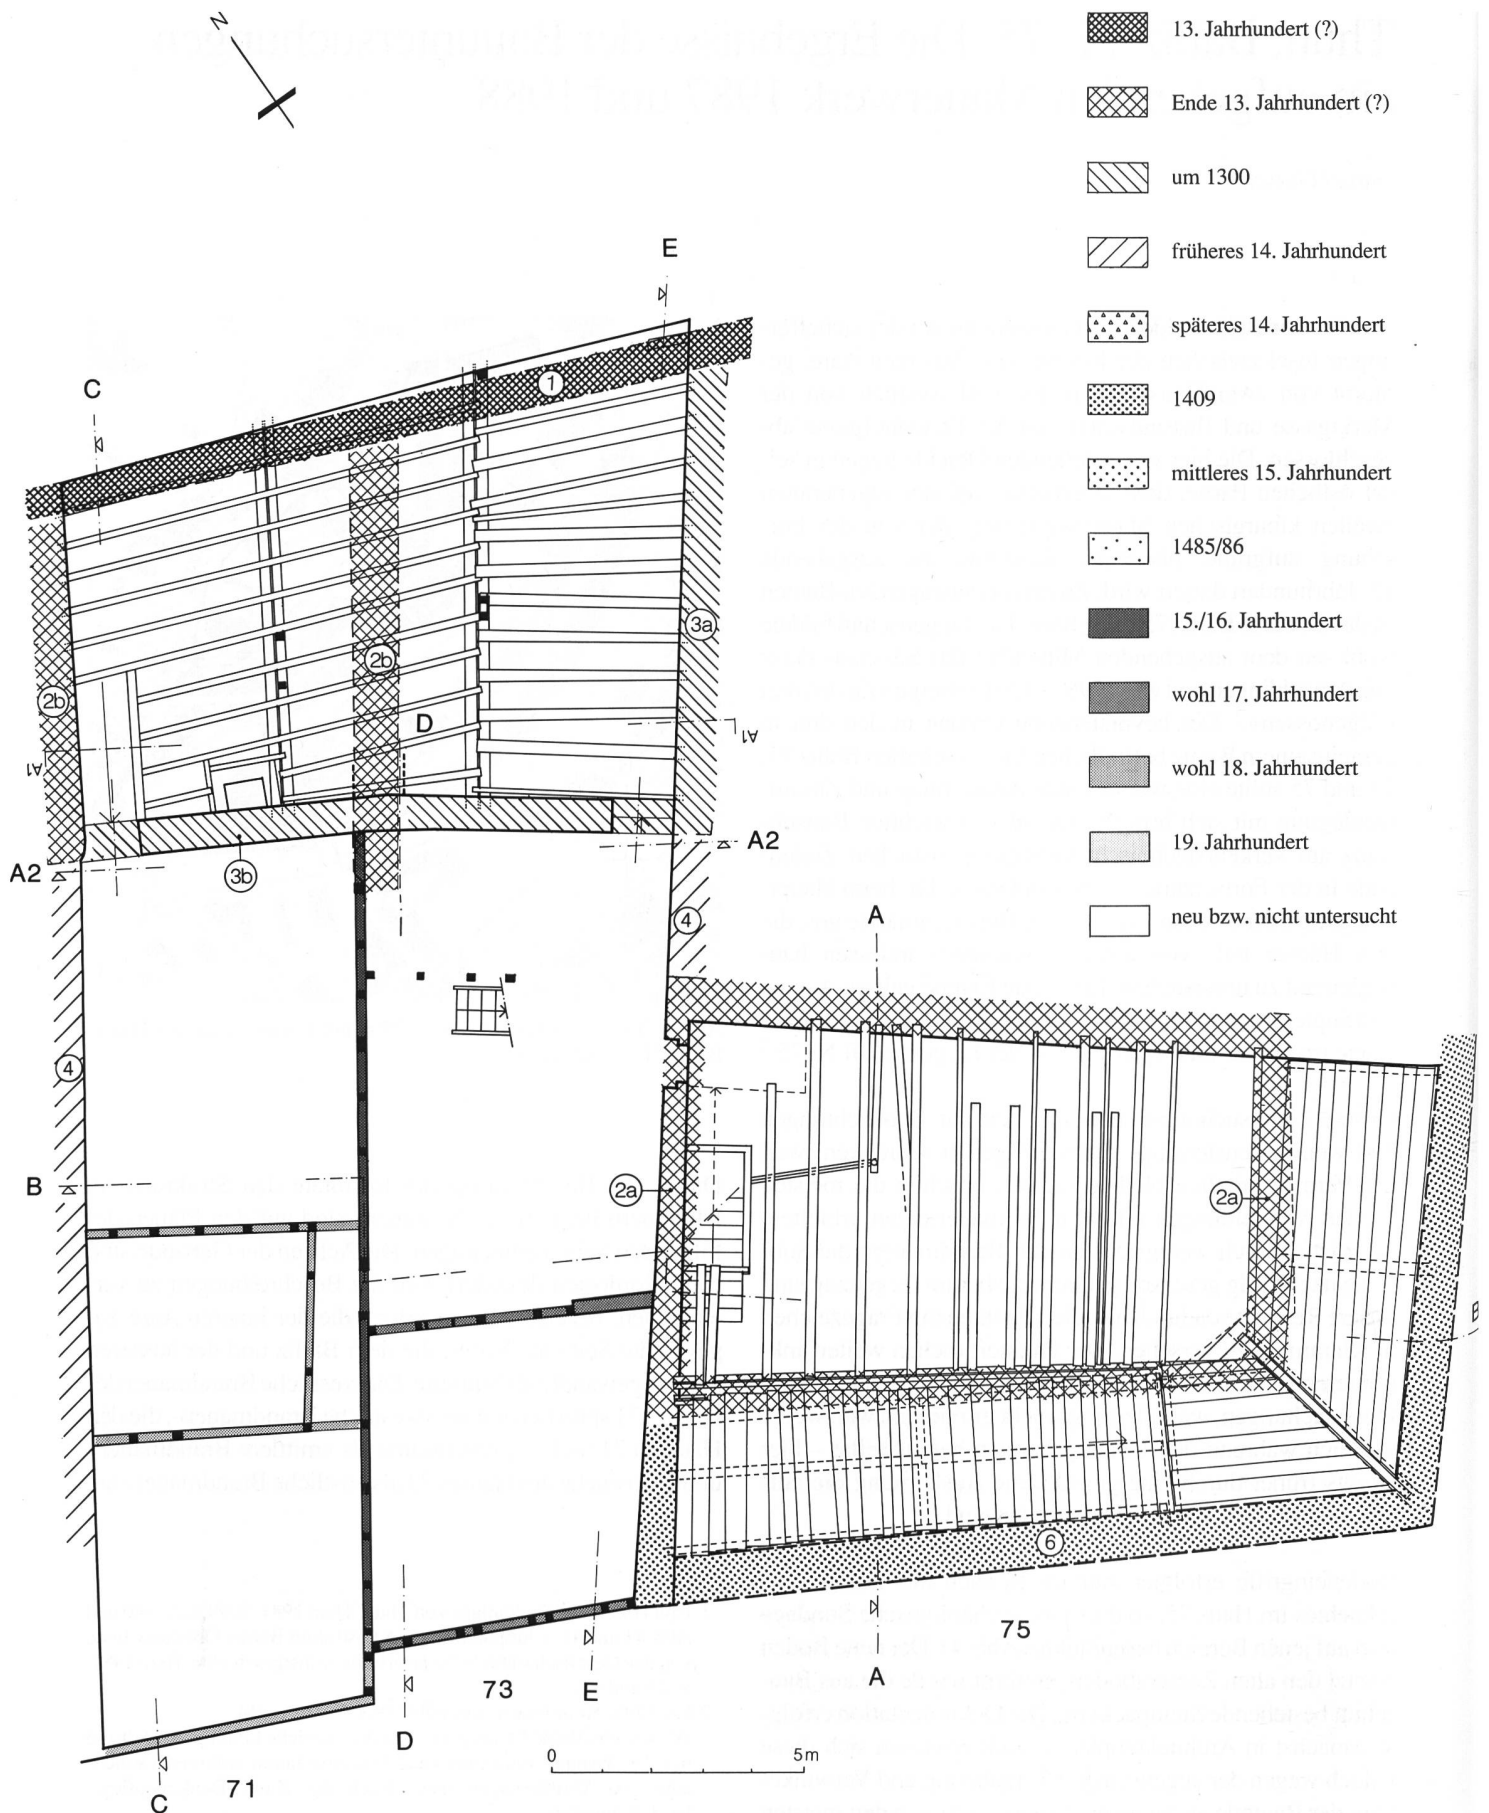 N
13. Jahrhundert (?)
Ende 13. Jahrhundert (?)
um 1300
früheres 14. Jahrhundert
späteres 14. Jahrhundert
1409
mittleres 15. Jahrhundert
1485/86
15./16. Jahrhundert
wohl 17. Jahrhundert
wohl 18. Jahrhundert
19. Jahrhundert
neu bzw. nicht untersucht
E
C
1
3a
2b
2b
D
A1
A1
A2
A2
3b
4
A
4
B
2a
2a
B
6
75
A
73
E
D
0 5m
71
C